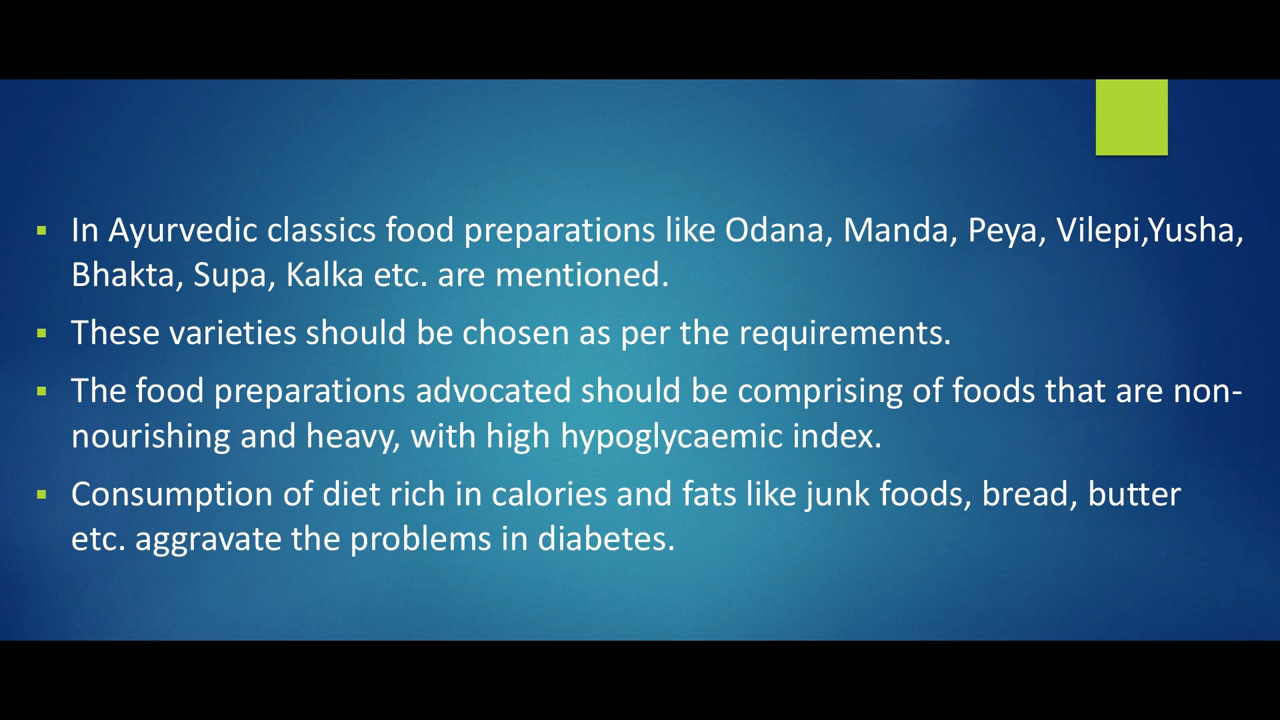 In Ayurvedic classics food preparations like Odana, Manda, Peya, Vilepi,Yusha,
Bhakta, Supa, Kalka etc. are mentioned.
These varieties should be chosen as per the requirements.
The food preparations advocated should be comprising of foods that are non-
nourishing and heavy, with high hypoglycaemic index.
Consumption of diet rich in calories and fats like junk foods, bread, butter
etc. aggravate the problems in diabetes.